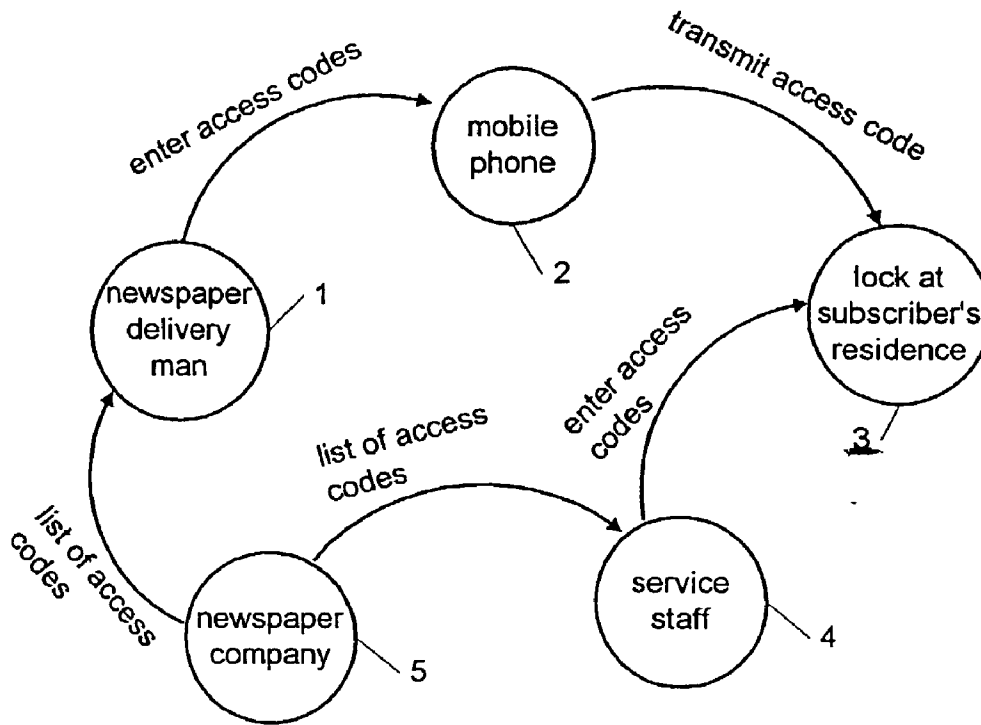 enter access codes
transmit access code
mobile
phone
2
newspaper
delivery
man
1
lock at
subscriber's
residence
3
enter access
codes
list of access
codes
list of access
codes
service
staff
4
newspaper
company
5